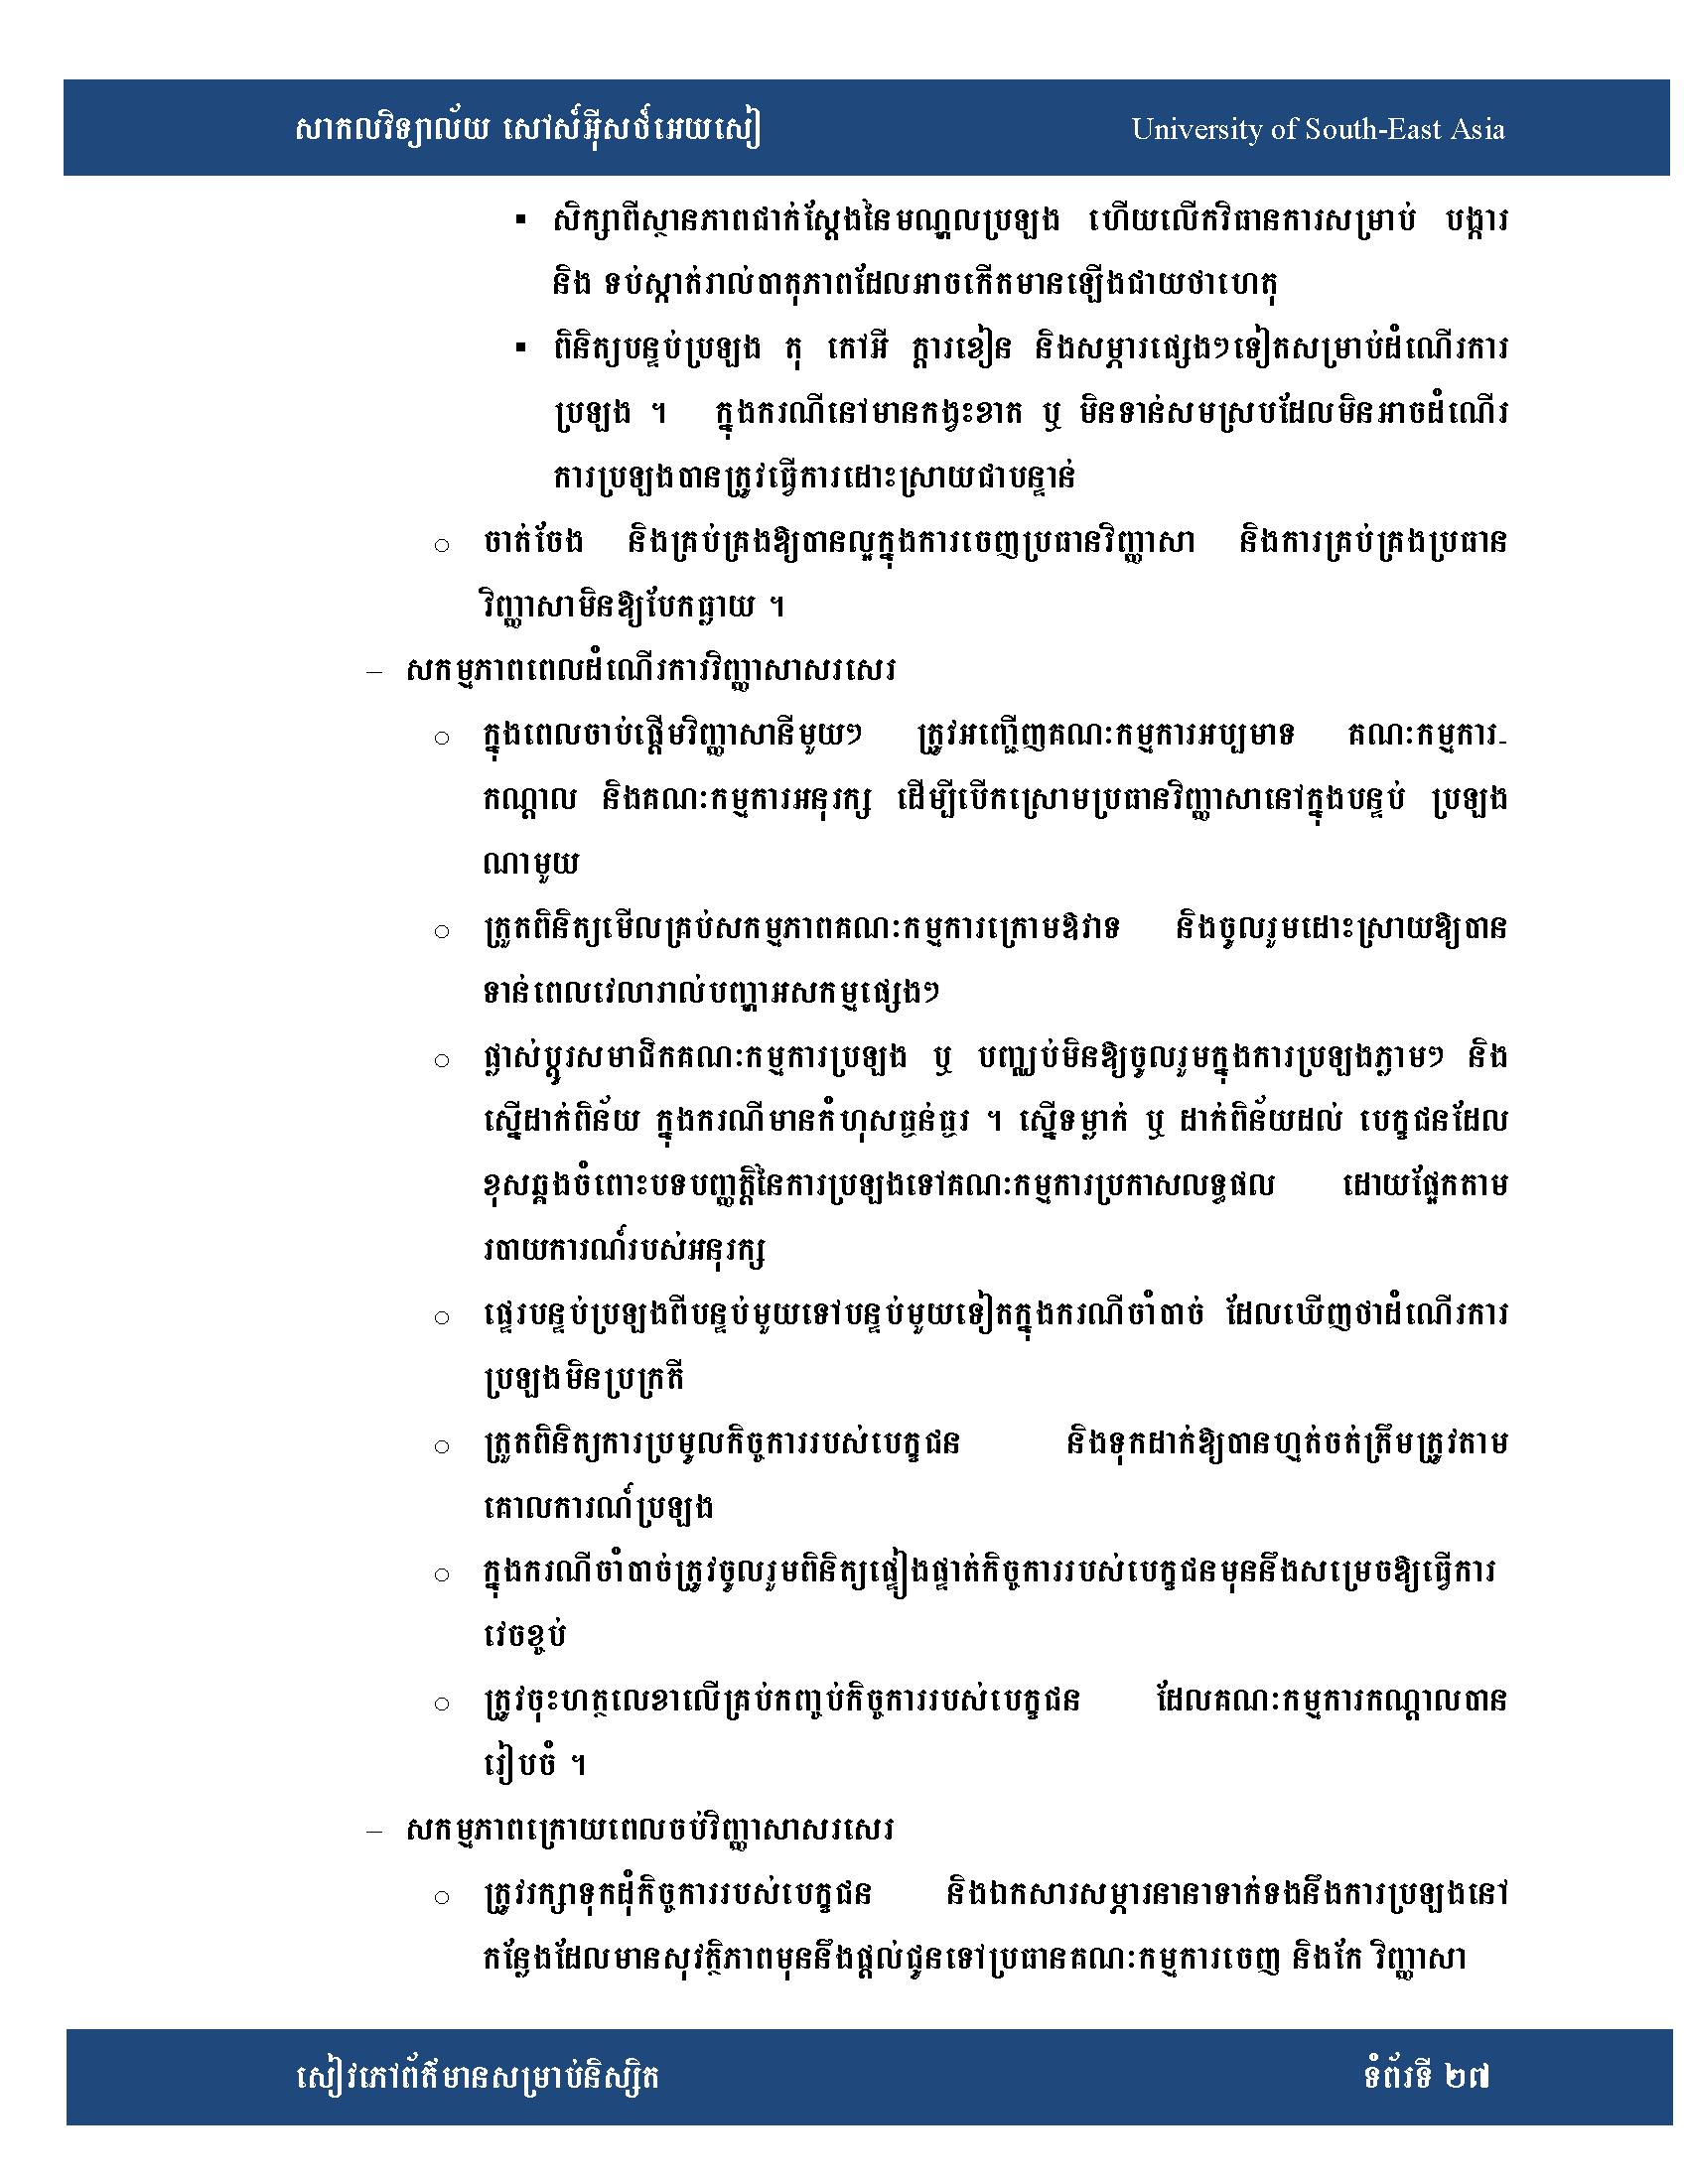 សាកលវិទ្យាល័យ សៅស៍អ៊ីសថ៍អេយសៀ University of South-East Asia
▪ សិក្សាពីស្ថានភាពជាក់ស្ដែងនៃមណ្ឌលប្រឡង ហើយលើកវិធានការសម្រាប់ បង្ការ
និង ទប់ស្កាត់រាល់បាតុភាពដែលអាចកើតមានឡើងជាយថាហេតុ
▪ ពិនិត្យបន្ទប់ប្រឡង តុ កៅអី ក្ដារខៀន និងសម្ភារផ្សេងៗទៀតសម្រាប់ដំណើរការ
ប្រឡង ។ ក្នុងករណីនៅមានកង្វះខាត ឬ មិនទាន់សមស្របដែលមិនអាចដំណើរ
ការប្រឡងបានត្រូវធ្វើការដោះស្រាយជាបន្ទាន់
o ចាត់ចែង និងគ្រប់គ្រងឱ្យបានល្អក្នុងការចេញប្រធានវិញ្ញាសា និងការគ្រប់គ្រងប្រធាន
វិញ្ញាសាមិនឱ្យបែកធ្លាយ ។
– សកម្មភាពពេលដំណើរការវិញ្ញាសាសរសេរ
o ក្នុងពេលចាប់ផ្ដើមវិញ្ញាសានីមួយៗ ត្រូវអញ្ជើញគណៈកម្មការអប្បមាទ គណៈកម្មការ-
កណ្ដាល និងគណៈកម្មការអនុរក្ស ដើម្បីបើកស្រោមប្រធានវិញ្ញាសានៅក្នុងបន្ទប់ ប្រឡង
ណាមួយ
o ត្រួតពិនិត្យមើលគ្រប់សកម្មភាពគណៈកម្មការក្រោមឱវាទ និងចូលរួមដោះស្រាយឱ្យបាន
ទាន់ពេលវេលារាល់បញ្ហាអសកម្មផ្សេងៗ
o ផ្លាស់ប្ដូរសមាជិកគណៈកម្មការប្រឡង ឬ បញ្ឈប់មិនឱ្យចូលរួមក្នុងការប្រឡងភ្លាមៗ និង
ស្នើដាក់ពិន័យ ក្នុងករណីមានកំហុសធ្ងន់ធ្ងរ ។ ស្នើទម្លាក់ ឬ ដាក់ពិន័យដល់ បេក្ខជនដែល
ខុសឆ្គងចំពោះបទបញ្ញត្តិនៃការប្រឡងទៅគណៈកម្មការប្រកាសលទ្ធផល ដោយផ្អែកតាម
របាយការណ៍របស់អនុរក្ស
o ផ្ទេរបន្ទប់ប្រឡងពីបន្ទប់មួយទៅបន្ទប់មួយទៀតក្នុងករណីចាំបាច់ ដែលឃើញថាដំណើរការ
ប្រឡងមិនប្រក្រតី
o ត្រួតពិនិត្យការប្រមូលកិច្ចការរបស់បេក្ខជន និងទុកដាក់ឱ្យបានហ្មត់ចត់ត្រឹមត្រូវតាម
គោលការណ៍ប្រឡង
o ក្នុងករណីចាំបាច់ត្រូវចូលរួមពិនិត្យផ្ទៀងផ្ទាត់កិច្ចការរបស់បេក្ខជនមុននឹងសម្រេចឱ្យធ្វើការ
វេចខ្ចប់
o ត្រូវចុះហត្ថលេខាលើគ្រប់កញ្ចប់កិច្ចការរបស់បេក្ខជន ដែលគណៈកម្មការកណ្ដាលបាន
រៀបចំ ។
– សកម្មភាពក្រោយពេលចប់វិញ្ញាសាសរសេរ
o ត្រូវរក្សាទុកដុំកិច្ចការរបស់បេក្ខជន និងឯកសារសម្ភារនានាទាក់ទងនឹងការប្រឡងនៅ
កន្លែងដែលមានសុវត្ថិភាពមុននឹងផ្ដល់ជូនទៅប្រធានគណៈកម្មការចេញ និងកែ វិញ្ញាសា
សៀវភៅព័ត៌មានសម្រាប់និស្សិត ទំព័រទី ២៧